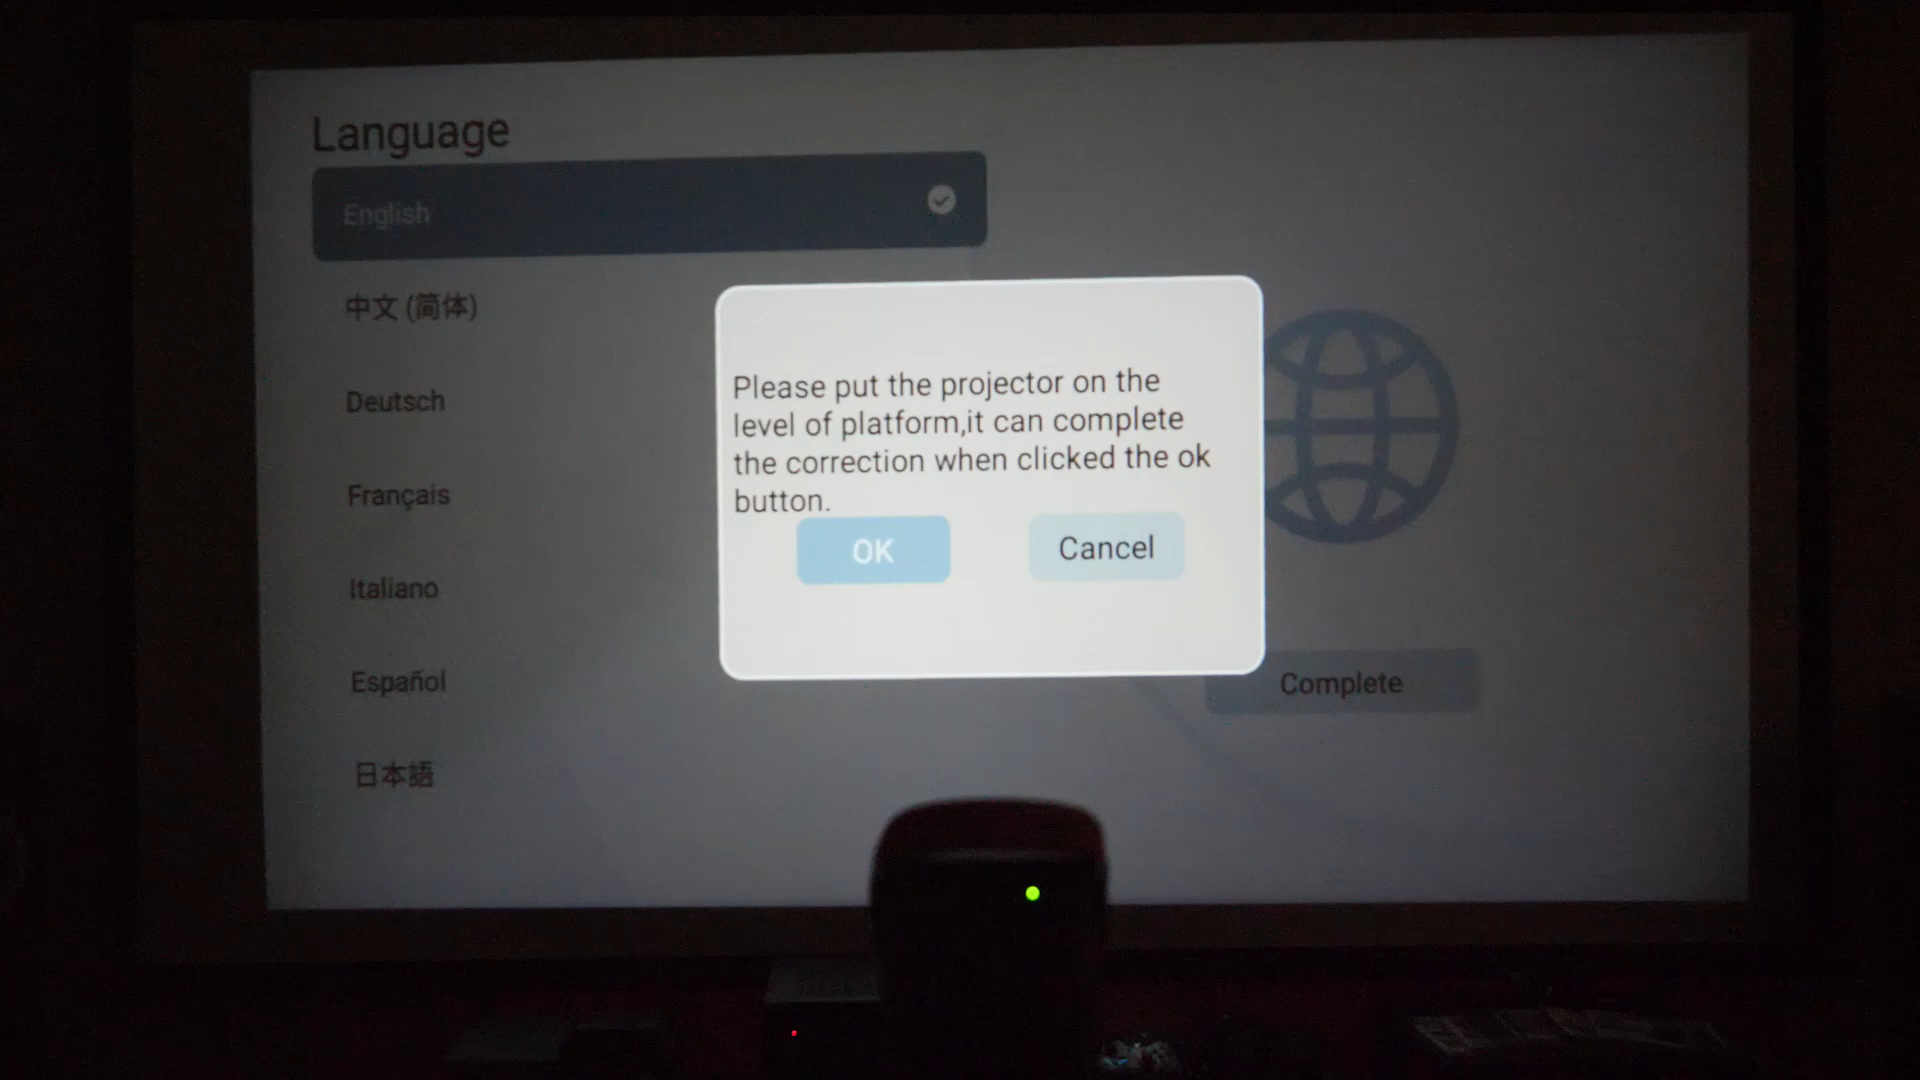 Language
English
中文 (简体)
Deutsch
Français
Italiano
Español
日本語
Please put the projector on the
level of platform,it can complete
the correction when clicked the ok
button.
OK
Cancel
Complete